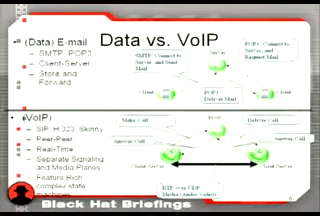 Data vs. VoIP
• (Data) E-mail
– SMTP, POP3
– Client-Server
– Store and Forward
SMTP: Connect to Server, and Send Mail
Server
POP3: Connect to Server, and Request Mail
Client
POP3: Deliver Mail
Client
• (VoIP)
– SIP, H.323, Skinny
– Peer-Peer
– Real-Time
– Separate Signaling and Media Planes
– Feature Rich complex state machines
Make Call
Deliver Call
Answer Call
Answer Call
RTP over UDP
Black Hat Briefings